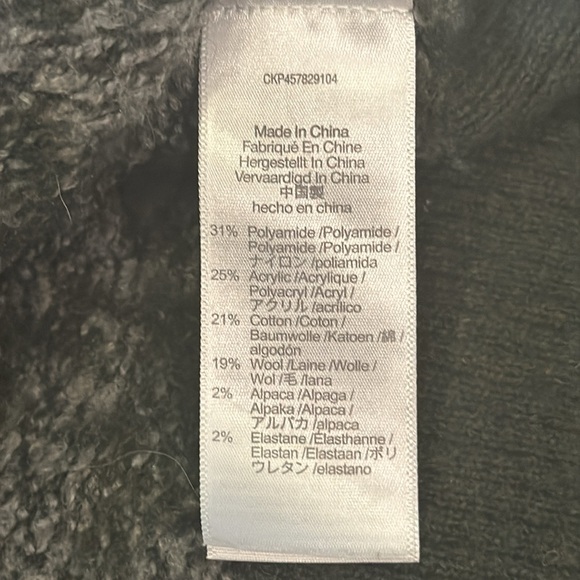 CKP457829104
Made In China
Fabriqué En Chine
Hergestellt In China
Vervaardigd In China
中国製
hecho en china
31% Polyamide /Polyamide /
Polyamide /Polyamide /
ナイロン /poliamida
25% Acrylic /Acrylique /
Polyacryl /Acryl /
アクリル /acrílico
21% Cotton /Coton /
Baumwolle /Katoen /綿 /
algodón
19% Wool /Laine /Wolle /
Wol /毛 /lana
2% Alpaca /Alpaga /
Alpaka /Alpaca /
アルパカ /alpaca
2% Elastane /Élasthanne /
Elastan /Elastaan /ポリ
ウレタン /elastano